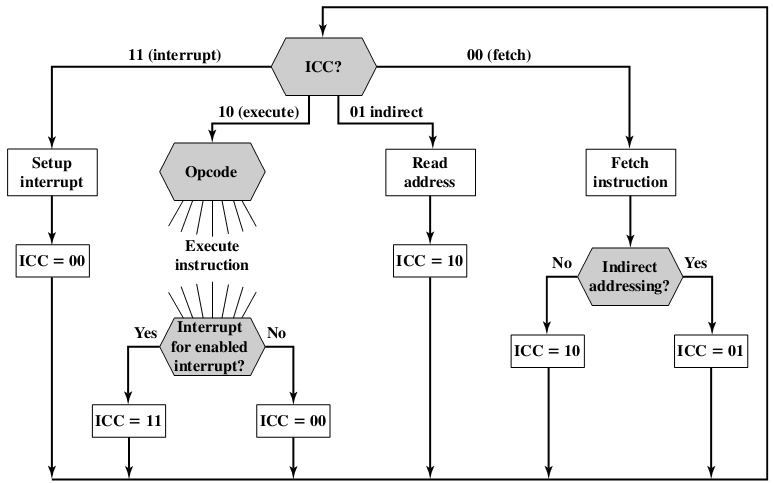 11 (interrupt)
ICC?
00 (fetch)
10 (execute)
01 indirect
Setup
interrupt
Opcode
Read
address
Fetch
instruction
ICC = 00
Execute
instruction
ICC = 10
No
Indirect
addressing?
Yes
Yes
Interrupt
for enabled
interrupt?
No
ICC = 10
ICC = 01
ICC = 11
ICC = 00